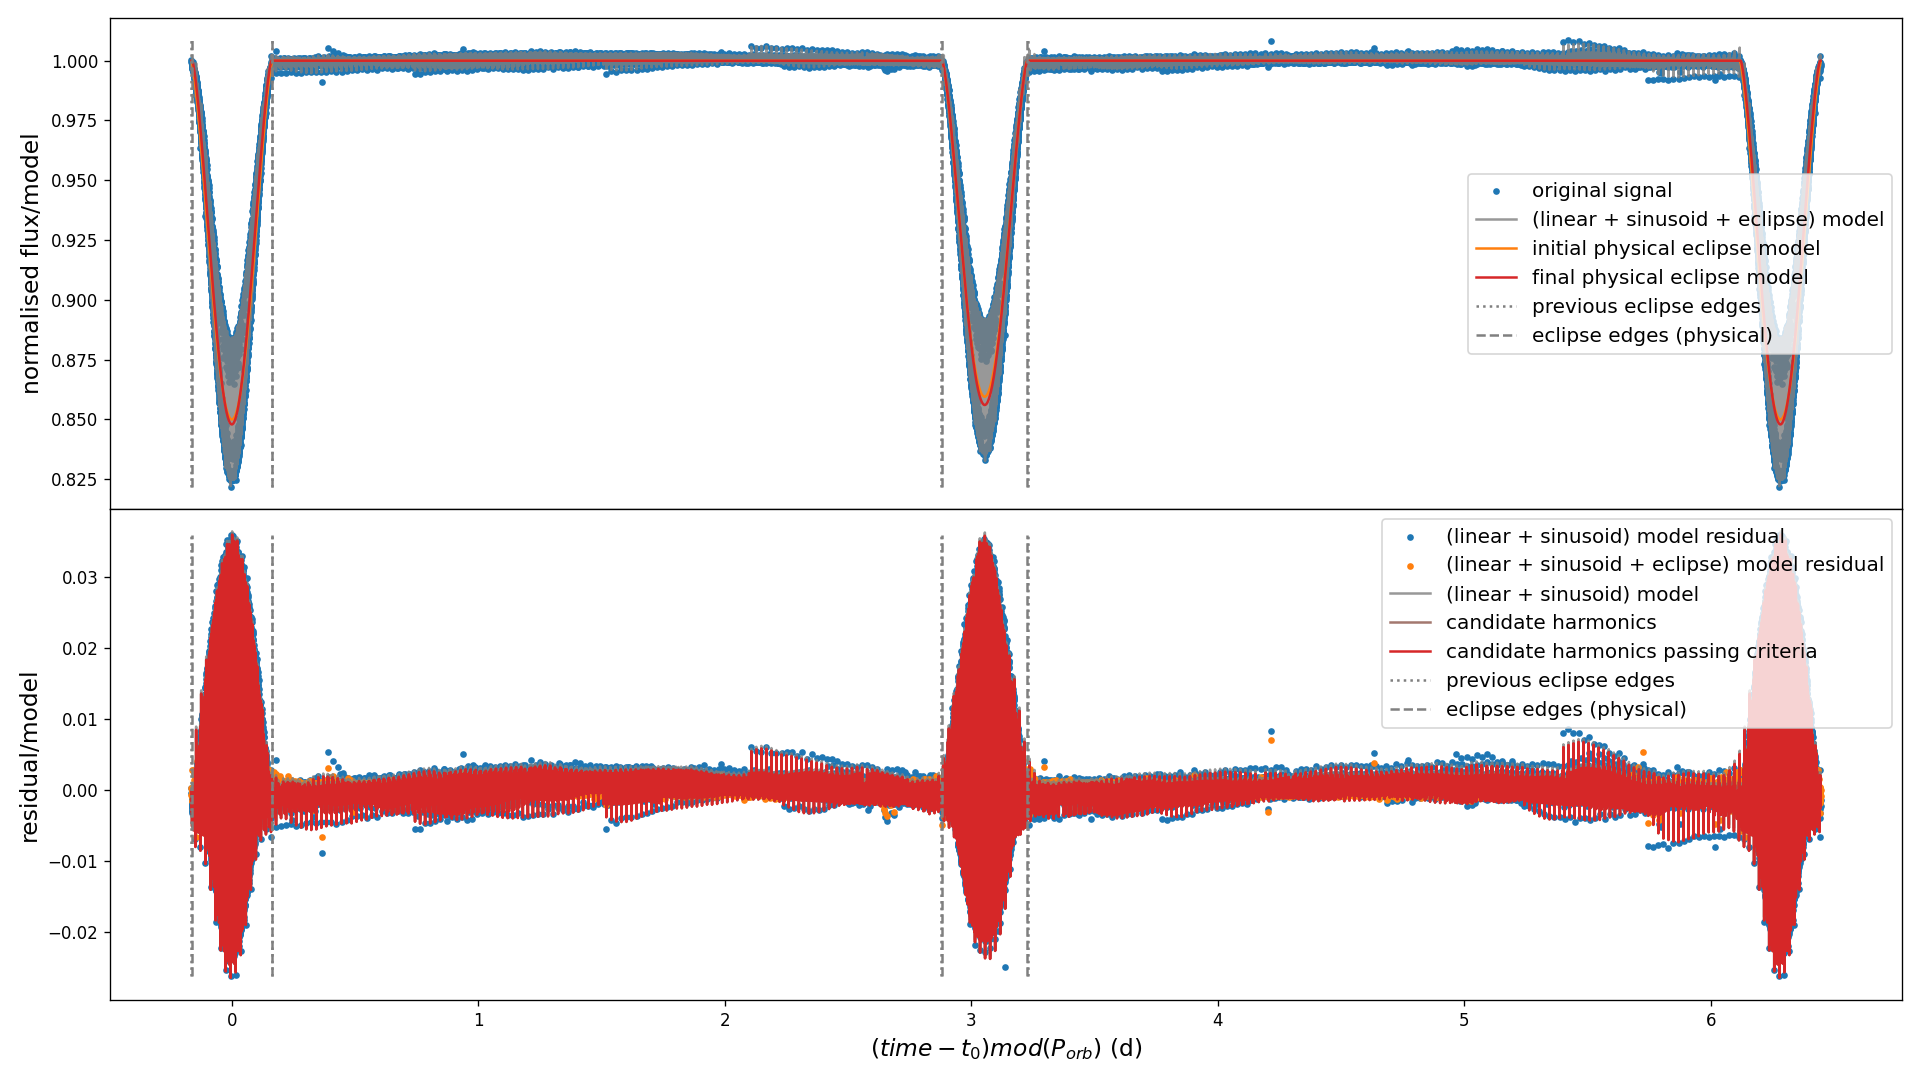 normalised flux/model
1.000
0.975
0.950
0.925
0.900
0.875
0.850
0.825
original signal
(linear + sinusoid + eclipse) model
initial physical eclipse model
final physical eclipse model
previous eclipse edges
eclipse edges (physical)
residual/model
0.03
0.02
0.01
0.00
−0.01
−0.02
(linear + sinusoid) model residual
(linear + sinusoid + eclipse) model residual
(linear + sinusoid) model
candidate harmonics
candidate harmonics passing criteria
previous eclipse edges
eclipse edges (physical)
0 1 2 3 4 5 6
(time − t₀)mod(P_orb) (d)